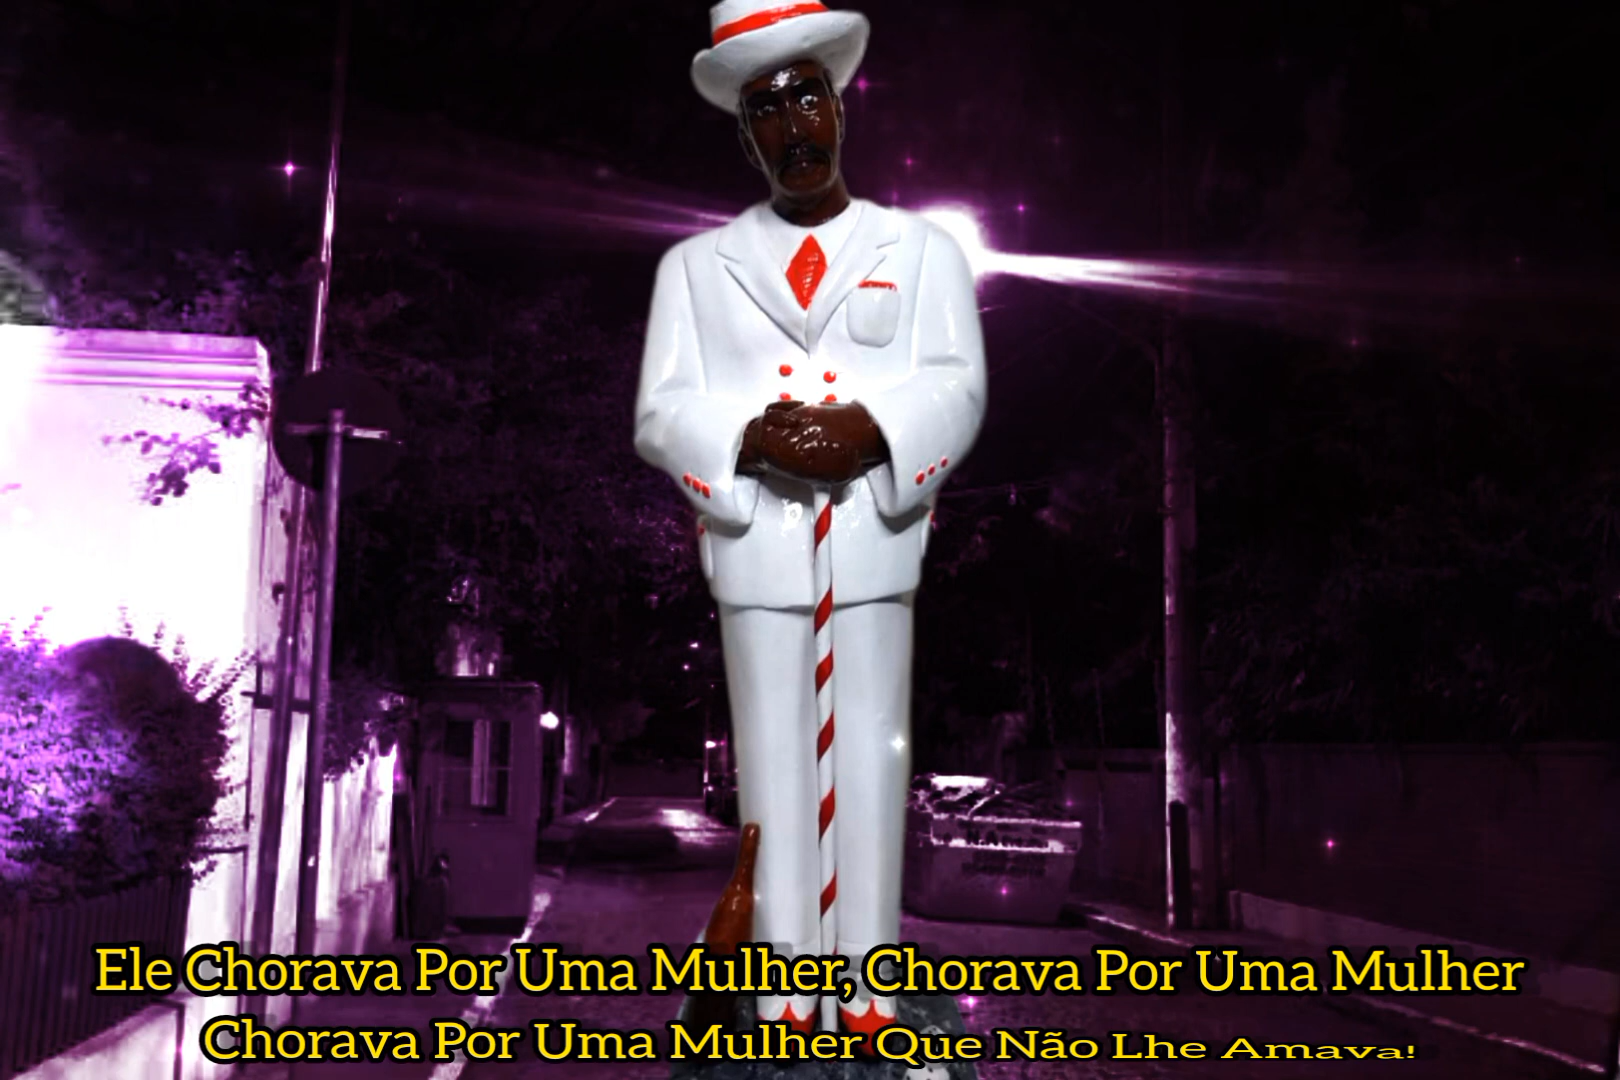 Ele Chorava Por Uma Mulher, Chorava Por Uma Mulher
Chorava Por Uma Mulher Que Não Lhe Amava!